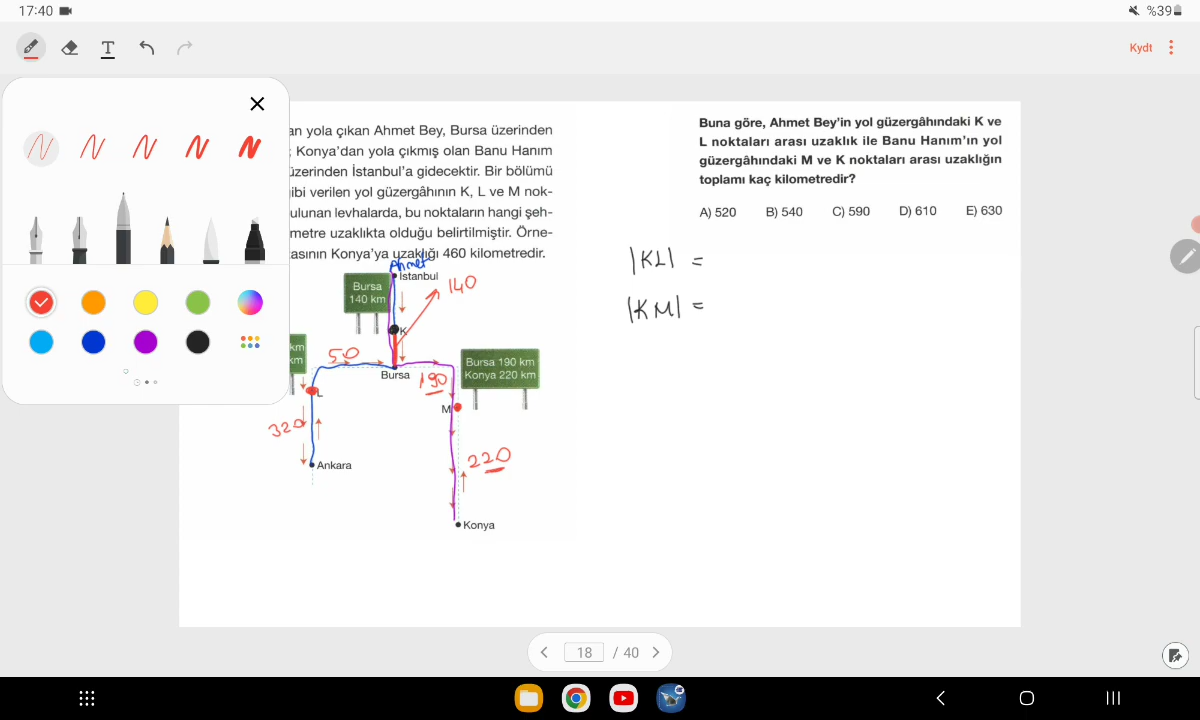 17:40
%39
T
Kydt
an yola çıkan Ahmet Bey, Bursa üzerinden
; Konya'dan yola çıkmış olan Banu Hanım
üzerinden İstanbul'a gidecektir. Bir bölümü
ibi verilen yol güzergâhının K, L ve M nok-
ulunan levhalarda, bu noktaların hangi şeh-
metre uzaklıkta olduğu belirtilmiştir. Örne-
asının Konya'ya uzaklığı 460 kilometredir.
Ahmet
İstanbul
Bursa
140 km
140
K
km
km
50
Bursa
190
Bursa 190 km
Konya 220 km
L
M
320
220
Ankara
Konya
Buna göre, Ahmet Bey'in yol güzergâhındaki K ve
L noktaları arası uzaklık ile Banu Hanım'ın yol
güzergâhındaki M ve K noktaları arası uzaklığın
toplamı kaç kilometredir?
A) 520 B) 540 C) 590 D) 610 E) 630
|KL| =
|KM| =
18 / 40